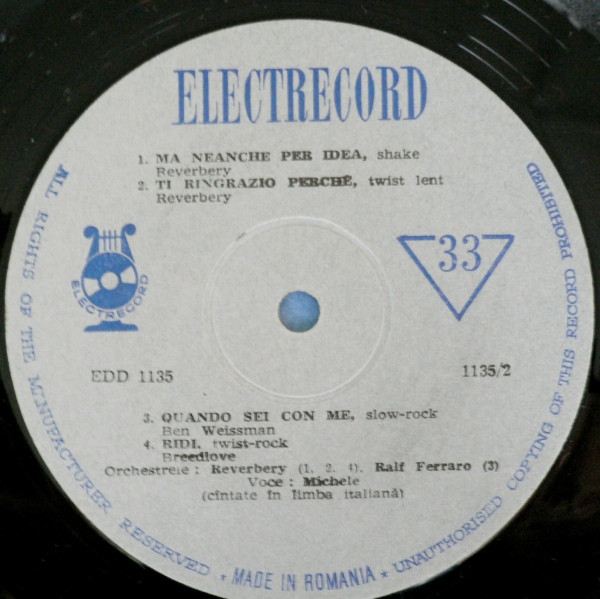 ELECTRECORD
1. MA NEANCHE PER IDEA, shake
Reverbery
2. TI RINGRAZIO PERCHÉ, twist lent
Reverbery
33
ELECTRECORD
EDD 1135
1135/2
3. QUANDO SEI CON ME, slow-rock
Ben Weissman
4. RIDI, twist-rock
Breedlove
Orchestrele : Reverbery (1, 2, 4), Ralf Ferraro (3)
Voce : Michele
(cîntate în limba italiană)
ALL RIGHTS OF THE MANUFACTURER RESERVED * MADE IN ROMANIA * UNAUTHORISED COPYING OF THIS RECORD PROHIBITED